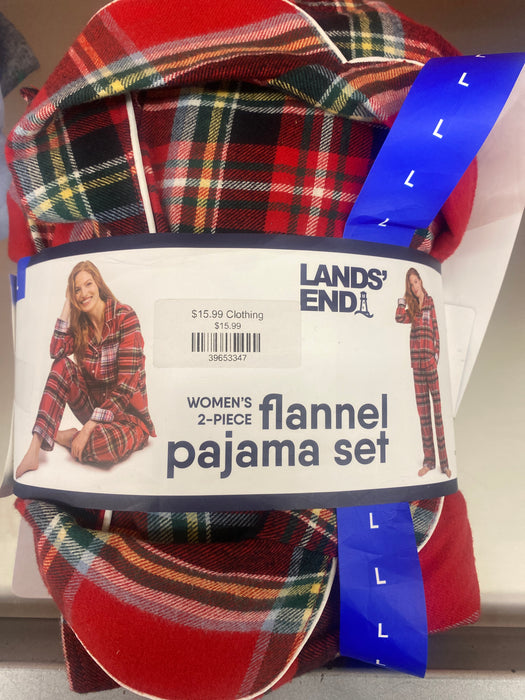 L
L
L
L
LANDS'
END
$15.99 Clothing
$15.99
39653347
WOMEN'S
2-PIECE
flannel
pajama set
L
L
L
L